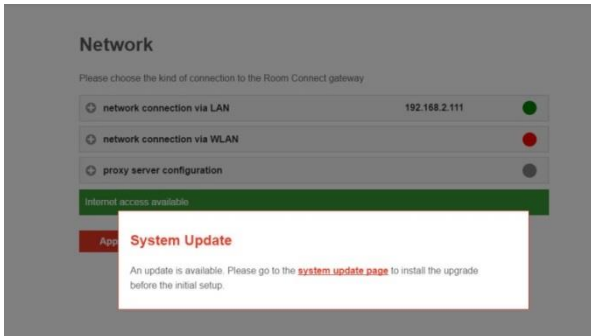 Network
Please choose the kind of connection to the Room Connect gateway
network connection via LAN 192.168.2.111
network connection via WLAN
proxy server configuration
Internet access available
System Update
An update is available. Please go to the system update page to install the upgrade
before the initial setup.